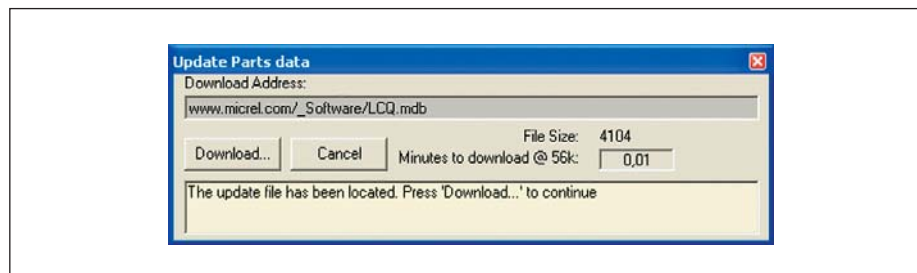 Update Parts data
Download Address:
www.micrel.com/_Software/LCQ.mdb
Download...
Cancel
File Size: 4104
Minutes to download @ 56k: 0,01
The update file has been located. Press 'Download...' to continue